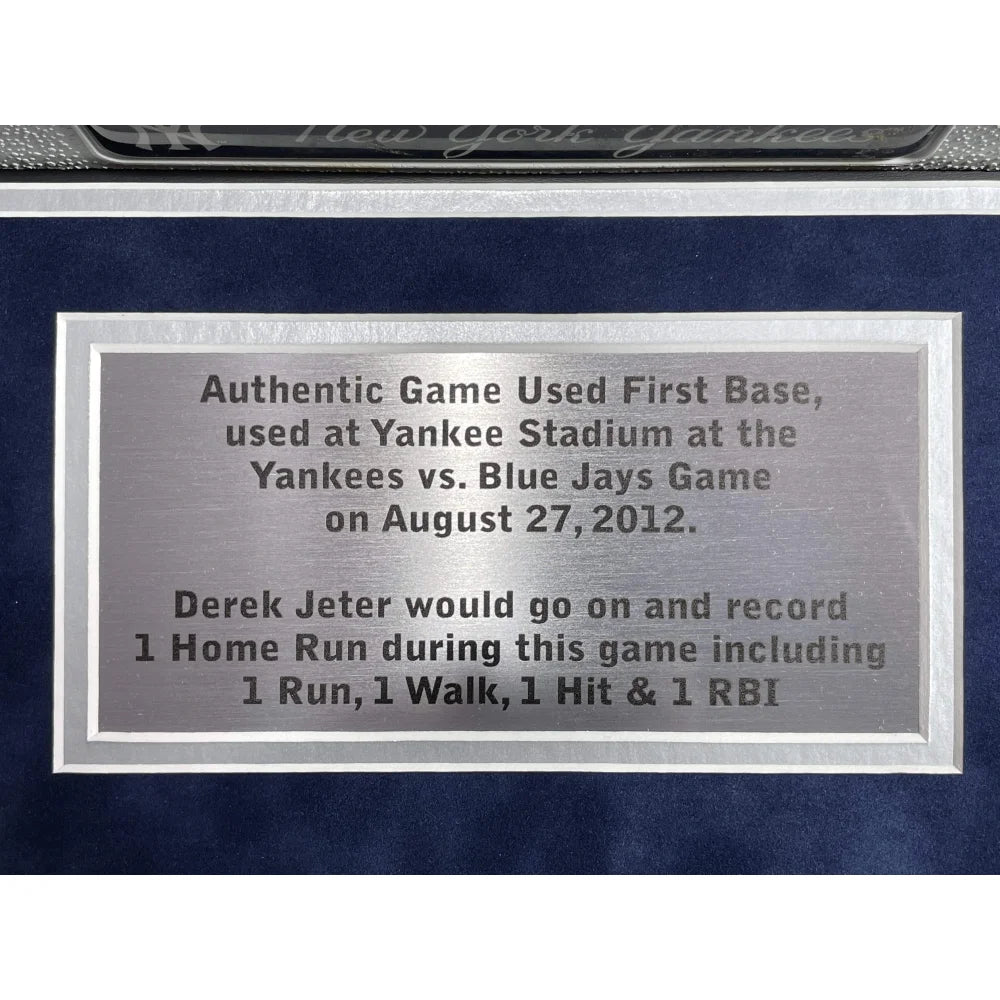 NY New York Yankees
Authentic Game Used First Base,
used at Yankee Stadium at the
Yankees vs. Blue Jays Game
on August 27, 2012.
Derek Jeter would go on and record
1 Home Run during this game including
1 Run, 1 Walk, 1 Hit & 1 RBI